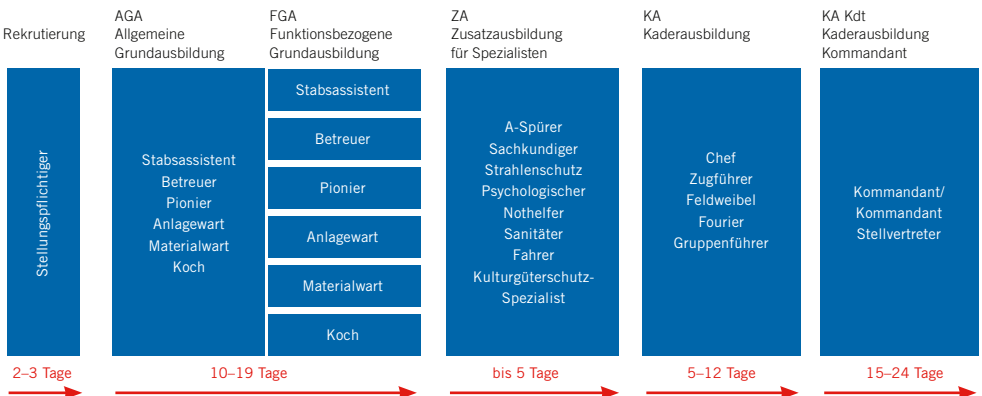 Rekrutierung
AGA
Allgemeine
Grundausbildung
FGA
Funktionsbezogene
Grundausbildung
ZA
Zusatzausbildung
für Spezialisten
KA
Kaderausbildung
KA Kdt
Kaderausbildung
Kommandant
Stellungspflichtiger
Stabsassistent
Betreuer
Pionier
Anlagewart
Materialwart
Koch
Stabsassistent
Betreuer
Pionier
Anlagewart
Materialwart
Koch
A-Spürer
Sachkundiger
Strahlenschutz
Psychologischer
Nothelfer
Sanitäter
Fahrer
Kulturgüterschutz-
Spezialist
Chef
Zugführer
Feldweibel
Fourier
Gruppenführer
Kommandant/
Kommandant
Stellvertreter
2–3 Tage
10–19 Tage
bis 5 Tage
5–12 Tage
15–24 Tage